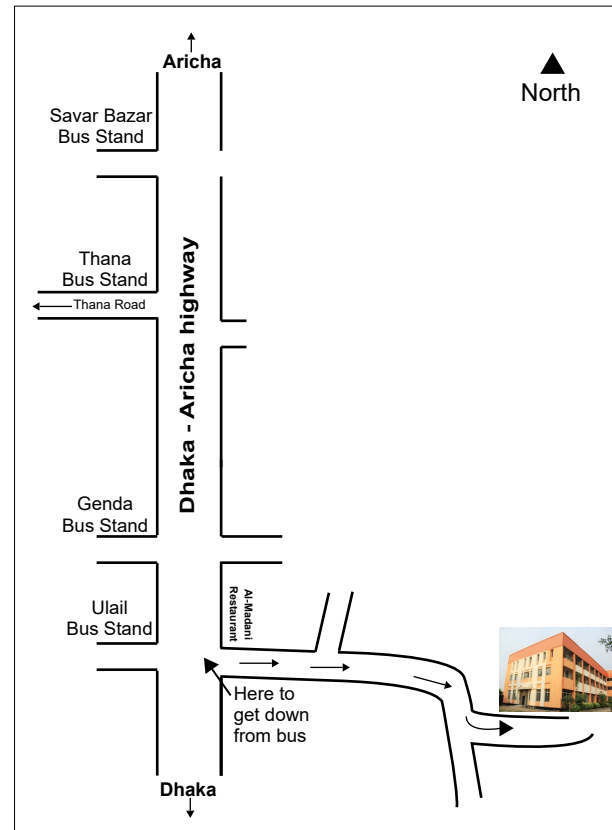 Aricha
North
Savar Bazar
Bus Stand
Thana
Bus Stand
Thana Road
Dhaka - Aricha highway
Genda
Bus Stand
Al-Madani
Restaurant
Ulail
Bus Stand
Here to
get down
from bus
Dhaka